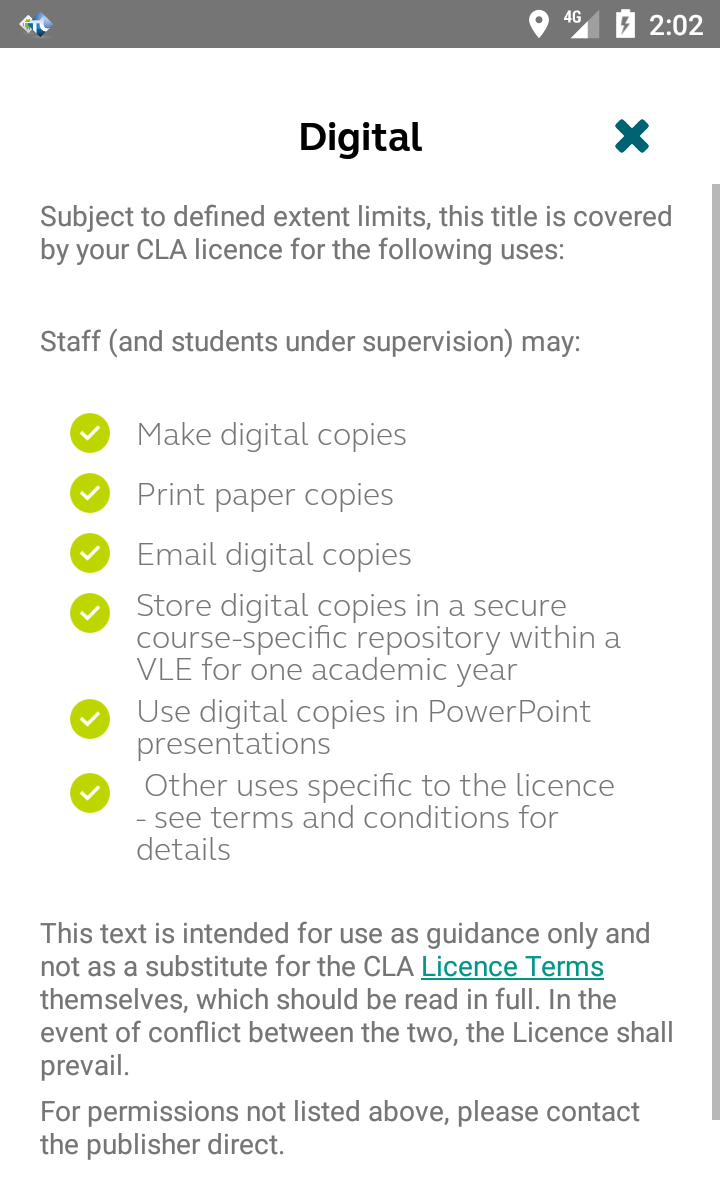 4G 2:02
Digital
Subject to defined extent limits, this title is covered
by your CLA licence for the following uses:
Staff (and students under supervision) may:
Make digital copies
Print paper copies
Email digital copies
Store digital copies in a secure
course-specific repository within a
VLE for one academic year
Use digital copies in PowerPoint
presentations
Other uses specific to the licence
- see terms and conditions for
details
This text is intended for use as guidance only and
not as a substitute for the CLA Licence Terms
themselves, which should be read in full. In the
event of conflict between the two, the Licence shall
prevail.
For permissions not listed above, please contact
the publisher direct.